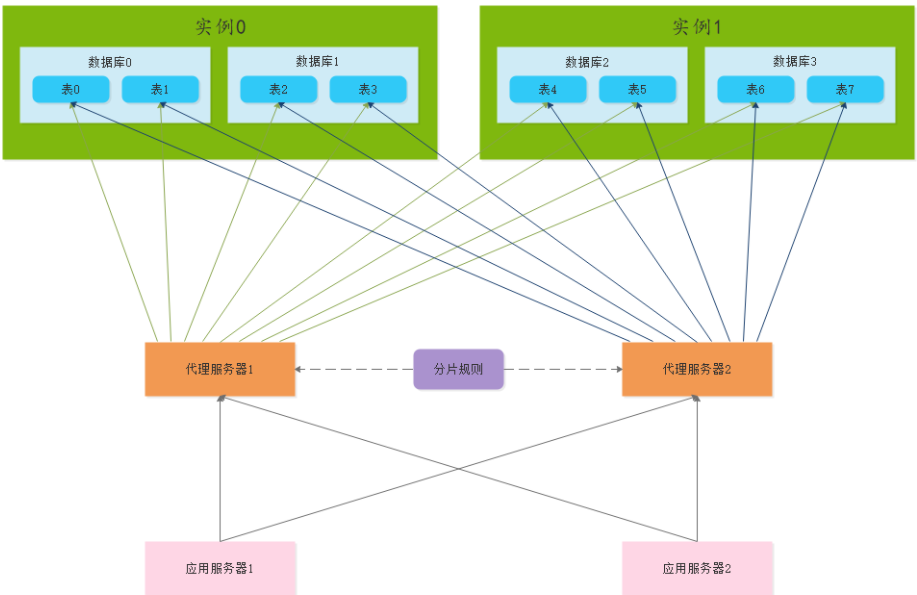 实例0
实例1
数据库0
数据库1
数据库2
数据库3
表0
表1
表2
表3
表4
表5
表6
表7
代理服务器1
分片规则
代理服务器2
应用服务器1
应用服务器2